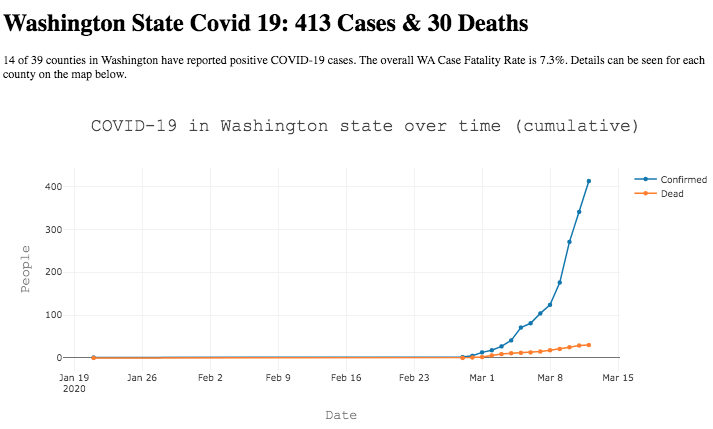 Washington State Covid 19: 413 Cases & 30 Deaths
14 of 39 counties in Washington have reported positive COVID-19 cases. The overall WA Case Fatality Rate is 7.3%. Details can be seen for each
county on the map below.
COVID-19 in Washington state over time (cumulative)
Confirmed
Dead
People
400
300
200
100
0
Jan 19 Jan 26 Feb 2 Feb 9 Feb 16 Feb 23 Mar 1 Mar 8 Mar 15
2020
Date